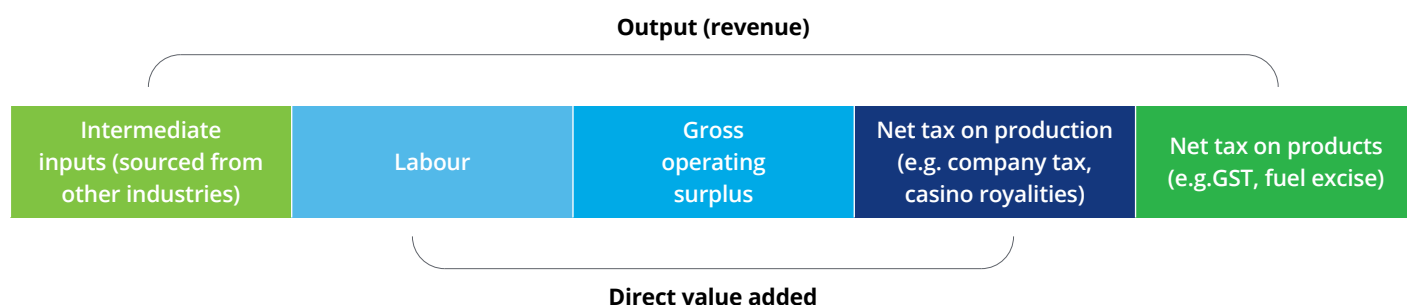 Output (revenue)
Intermediate
inputs (sourced from
other industries)
Labour
Gross
operating
surplus
Net tax on production
(e.g. company tax,
casino royalities)
Net tax on products
(e.g.GST, fuel excise)
Direct value added